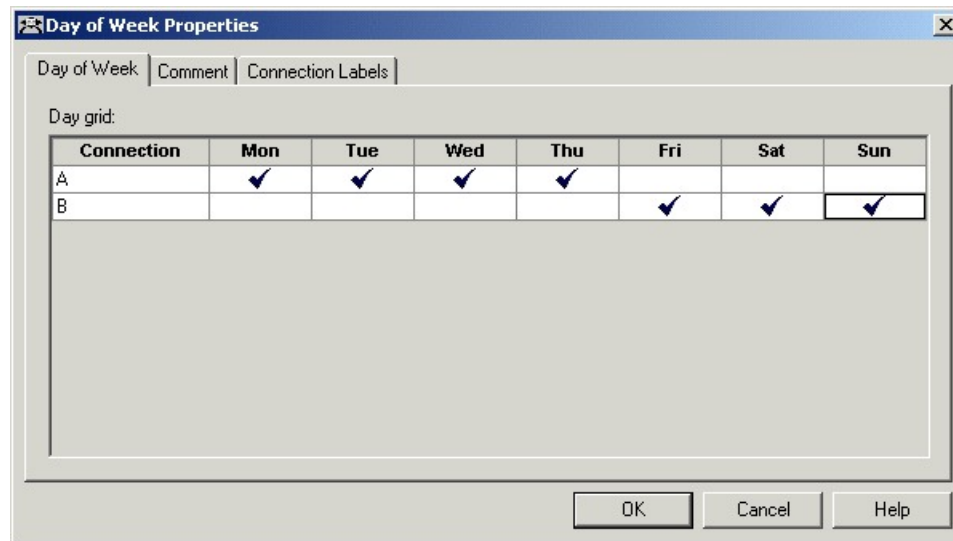 Day of Week Properties
Day of Week Comment Connection Labels
Day grid:
Connection Mon Tue Wed Thu Fri Sat Sun
A ✔ ✔ ✔ ✔
B ✔ ✔ ✔
OK Cancel Help